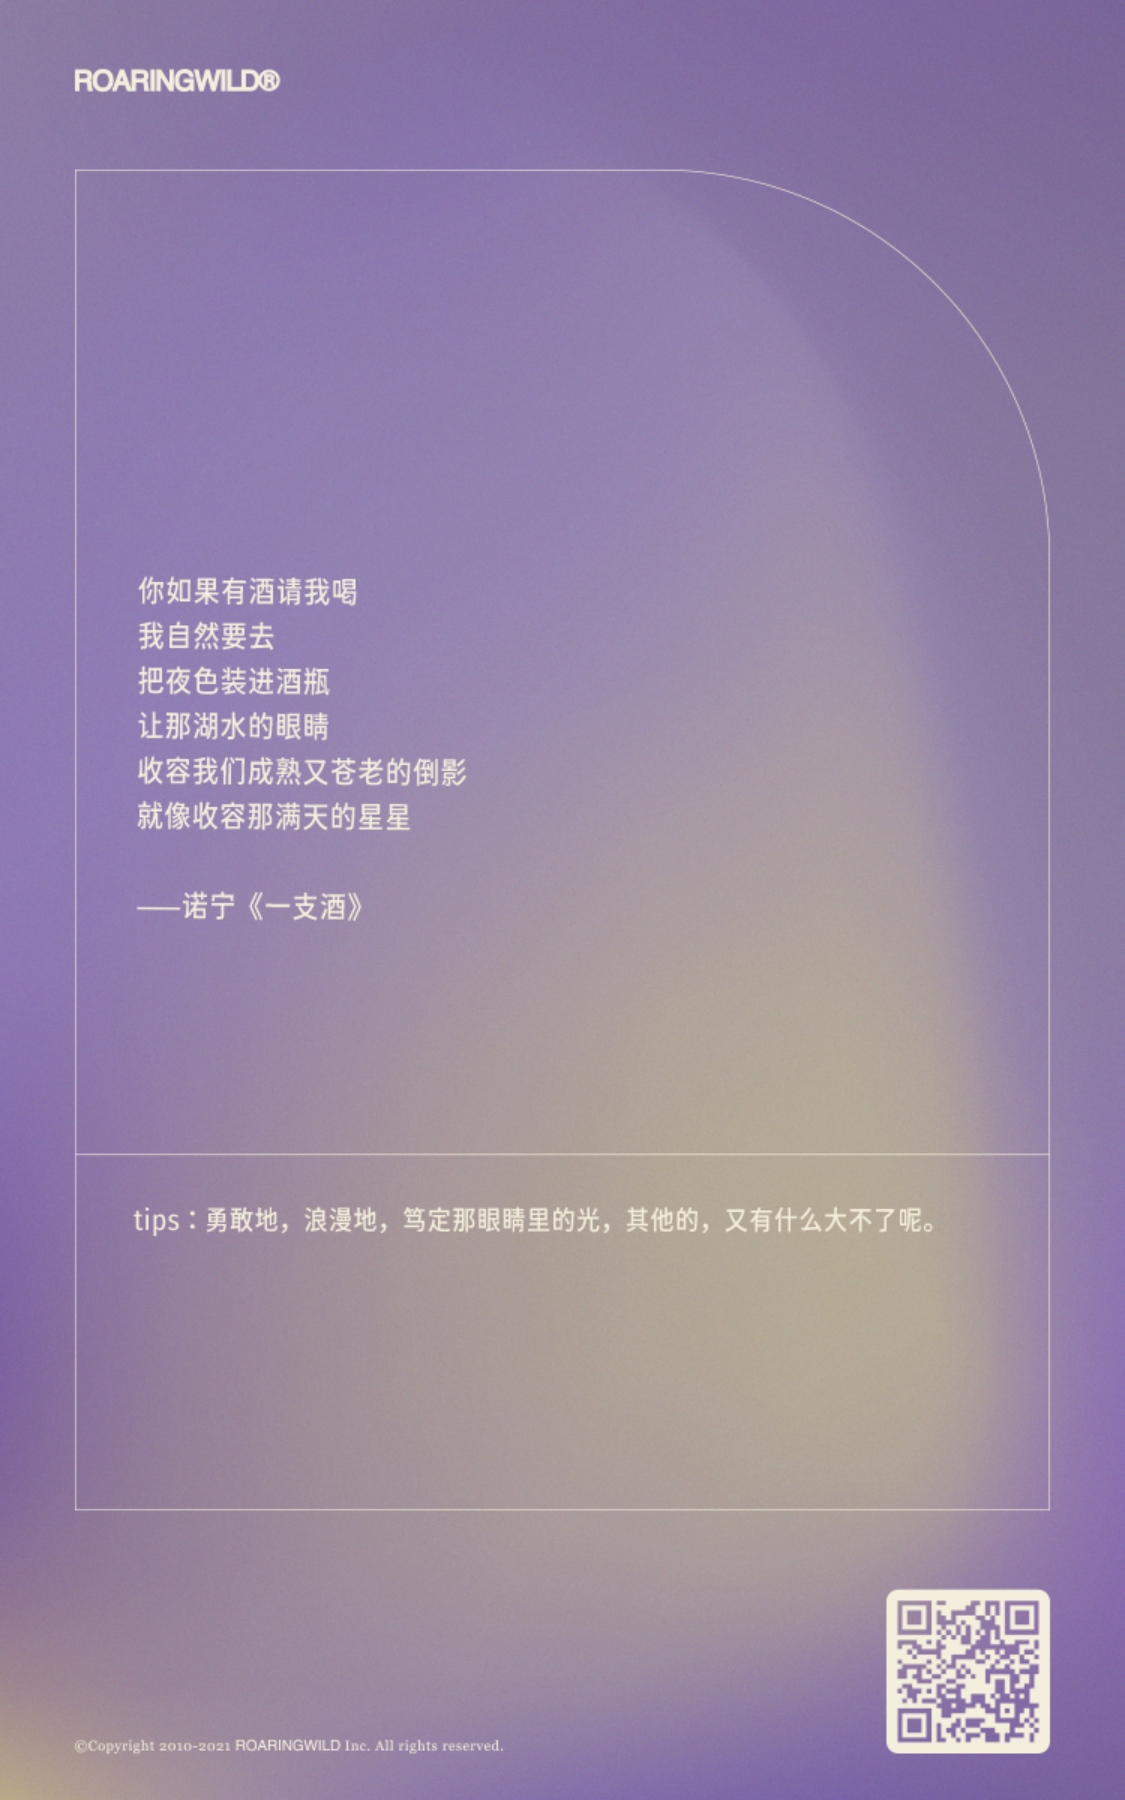 ROARINGWILD®
你如果有酒请我喝
我自然要去
把夜色装进酒瓶
让那湖水的眼睛
收容我们成熟又苍老的倒影
就像收容那满天的星星
——诺宁《一支酒》
tips：勇敢地，浪漫地，笃定那眼睛里的光，其他的，又有什么大不了呢。
©Copyright 2010-2021 ROARINGWILD Inc. All rights reserved.